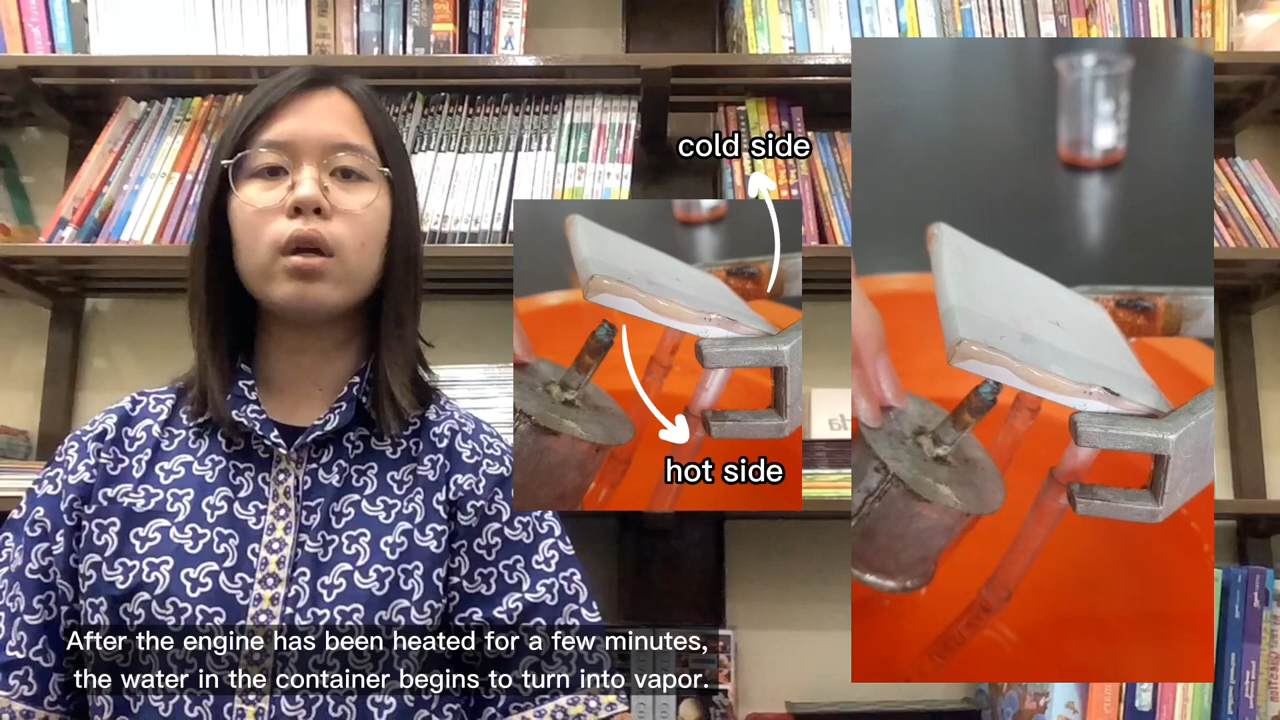 cold side
hot side
After the engine has been heated for a few minutes,
the water in the container begins to turn into vapor.